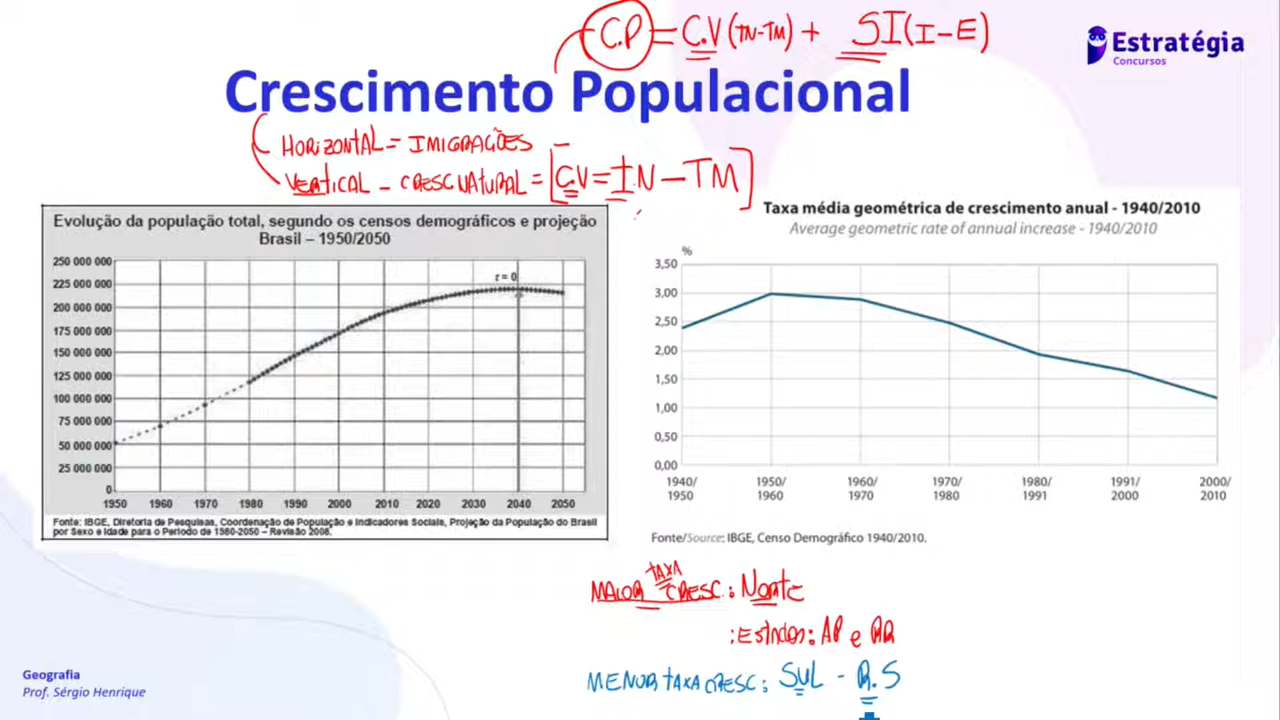 C.P = C.V (TN-TM) + SI (I-E)
Estratégia
Concursos
Crescimento Populacional
HORIZONTAL = IMIGRAÇÕES
VERTICAL - CRESC NATURAL = [C.V = T.N - TM]
Evolução da população total, segundo os censos demográficos e projeção
Brasil – 1950/2050
250 000 000
225 000 000
200 000 000
175 000 000
150 000 000
125 000 000
100 000 000
75 000 000
50 000 000
25 000 000
0
r = 0
1950 1960 1970 1980 1990 2000 2010 2020 2030 2040 2050
Fonte: IBGE, Diretoria de Pesquisas, Coordenação de População e Indicadores Sociais, Projeção da População do Brasil
por Sexo e Idade para o Período de 1980-2050 – Revisão 2008.
Taxa média geométrica de crescimento anual - 1940/2010
Average geometric rate of annual increase - 1940/2010
%
3,50
3,00
2,50
2,00
1,50
1,00
0,50
0,00
1940/ 1950/ 1960/ 1970/ 1980/ 1991/ 2000/
1950 1960 1970 1980 1991 2000 2010
Fonte/Source: IBGE, Censo Demográfico 1940/2010.
MAIOR TAXA CRESC: NORTE
: Estados: AP e RR
MENOR TAXA CRESC: SUL - R.S
Geografia
Prof. Sérgio Henrique